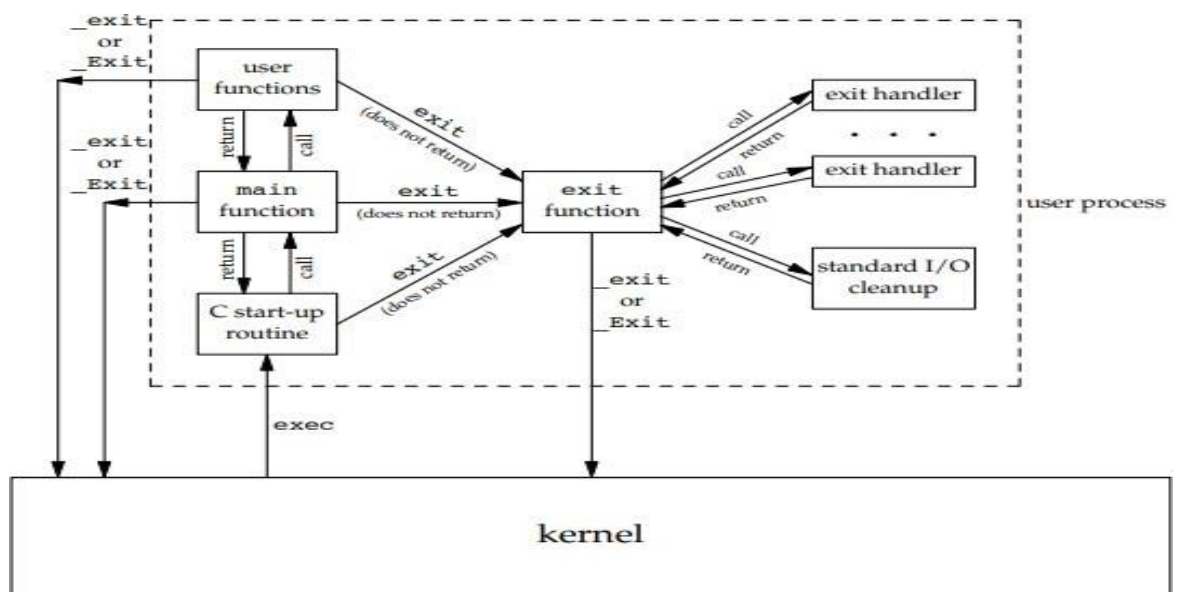 _exit
or
_Exit
user
functions
exit
(does not return)
return
call
_exit
or
_Exit
main
function
exit
(does not return)
exit
function
call
return
exit handler
. . .
call
return
exit handler
user process
return
call
C start-up
routine
exit
(does not return)
call
return
standard I/O
cleanup
_exit
or
_Exit
exec
kernel